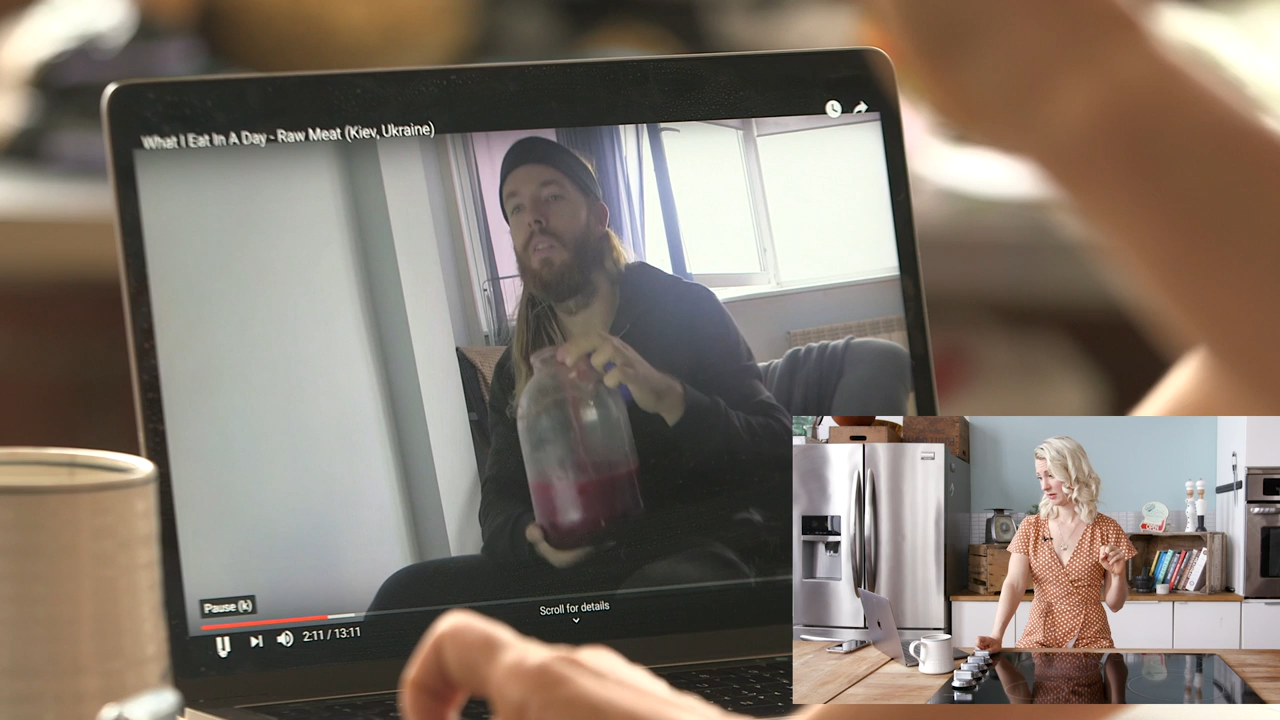 What I Eat In A Day - Raw Meat (Kiev, Ukraine)
Pause (k)
Scroll for details
2:11 / 13:11